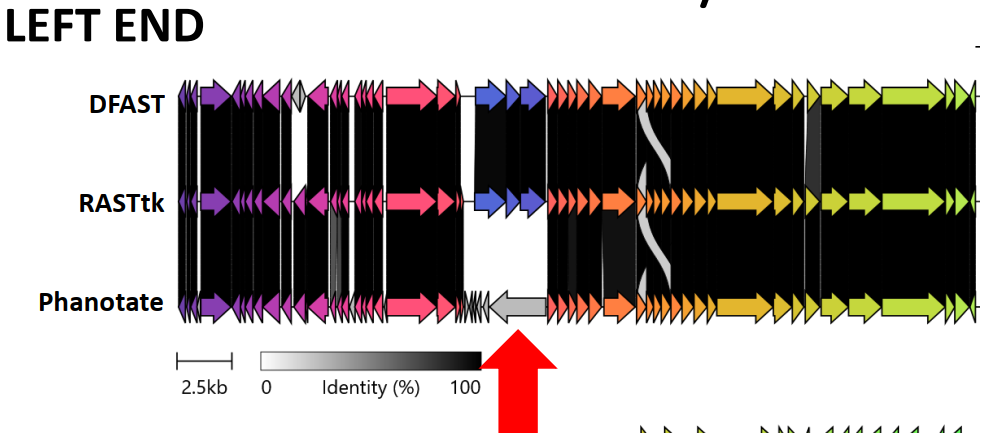 LEFT END
DFAST
RASTtk
Phanotate
2.5kb
0 Identity (%) 100